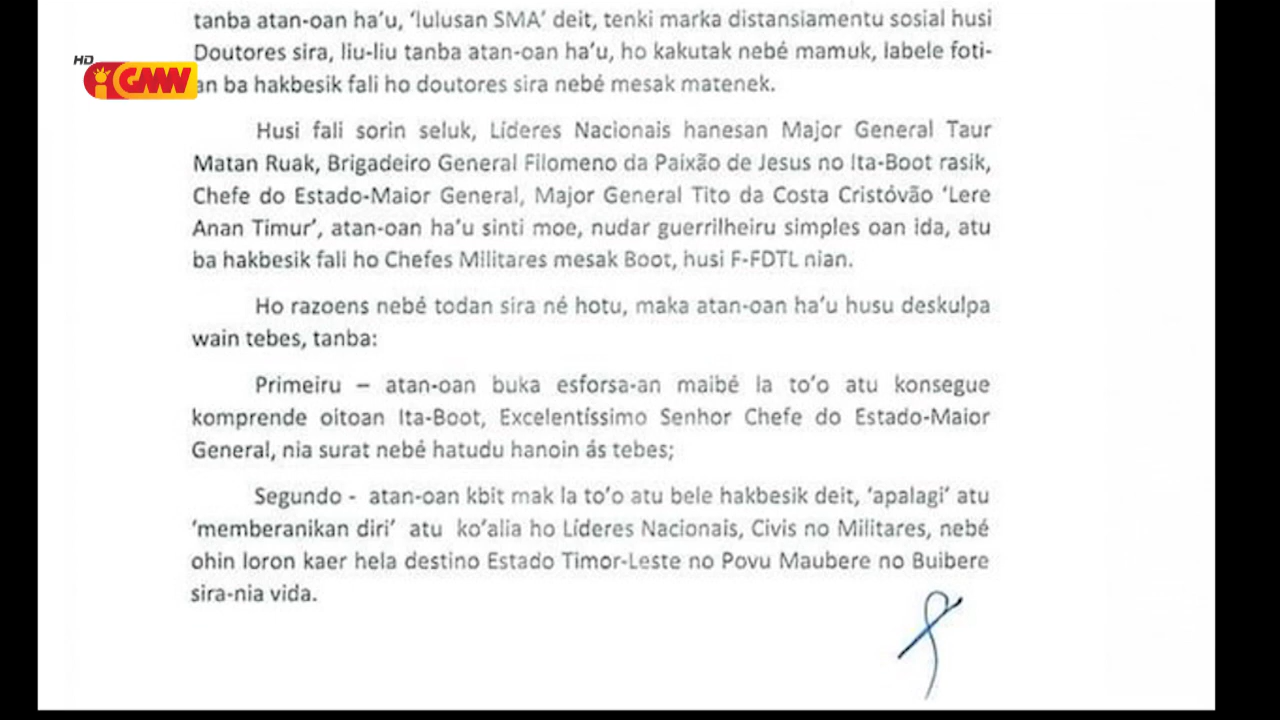 tanba atan-oan ha'u, 'lulusan SMA' deit, tenki marka distansiamentu sosial husi
Doutores sira, liu-liu tanba atan-oan ha'u, ho kakutak nebé mamuk, labele foti-
an ba hakbesik fali ho doutores sira nebé mesak matenek.
HD
GMN
Husi fali sorin seluk, Líderes Nacionais hanesan Major General Taur
Matan Ruak, Brigadeiro General Filomeno da Paixão de Jesus no Ita-Boot rasik,
Chefe do Estado-Maior General, Major General Tito da Costa Cristóvão 'Lere
Anan Timur', atan-oan ha'u sinti moe, nudar guerrilheiru simples oan ida, atu
ba hakbesik fali ho Chefes Militares mesak Boot, husi F-FDTL nian.
Ho razoens nebé todan sira né hotu, maka atan-oan ha'u husu deskulpa
wain tebes, tanba:
Primeiru – atan-oan buka esforsa-an maibé la to'o atu konsegue
komprende oitoan Ita-Boot, Excelentíssimo Senhor Chefe do Estado-Maior
General, nia surat nebé hatudu hanoin ás tebes;
Segundo - atan-oan kbit mak la to'o atu bele hakbesik deit, 'apalagi' atu
'memberanikan diri' atu ko'alia ho Líderes Nacionais, Civis no Militares, nebé
ohin loron kaer hela destino Estado Timor-Leste no Povu Maubere no Buibere
sira-nia vida.